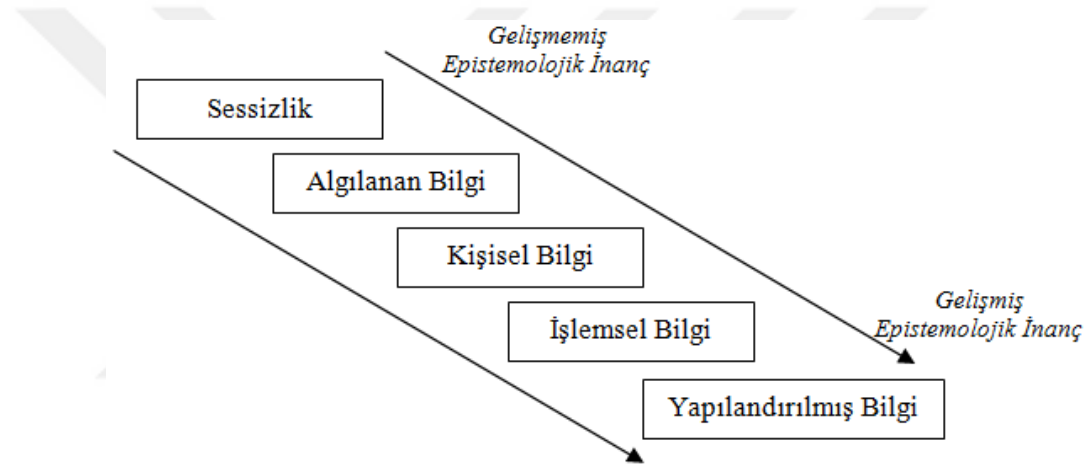 Gelişmemiş
Epistemolojik İnanç
Sessizlik
Algılanan Bilgi
Kişisel Bilgi
İşlemsel Bilgi
Gelişmiş
Epistemolojik İnanç
Yapılandırılmış Bilgi